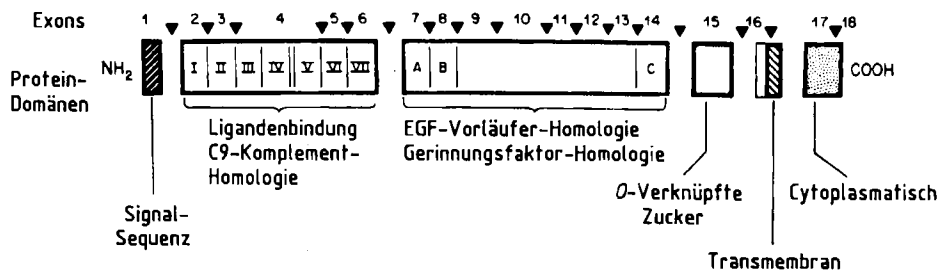 Exons 1 2 3 4 5 6 7 8 9 10 11 12 13 14 15 16 17 18
Protein-
Domänen
NH2 I II III IV V VI VII A B C COOH
Ligandenbindung
C9-Komplement-
Homologie
EGF-Vorläufer-Homologie
Gerinnungsfaktor-Homologie
O-Verknüpfte
Zucker
Cytoplasmatisch
Signal-
Sequenz
Transmembran